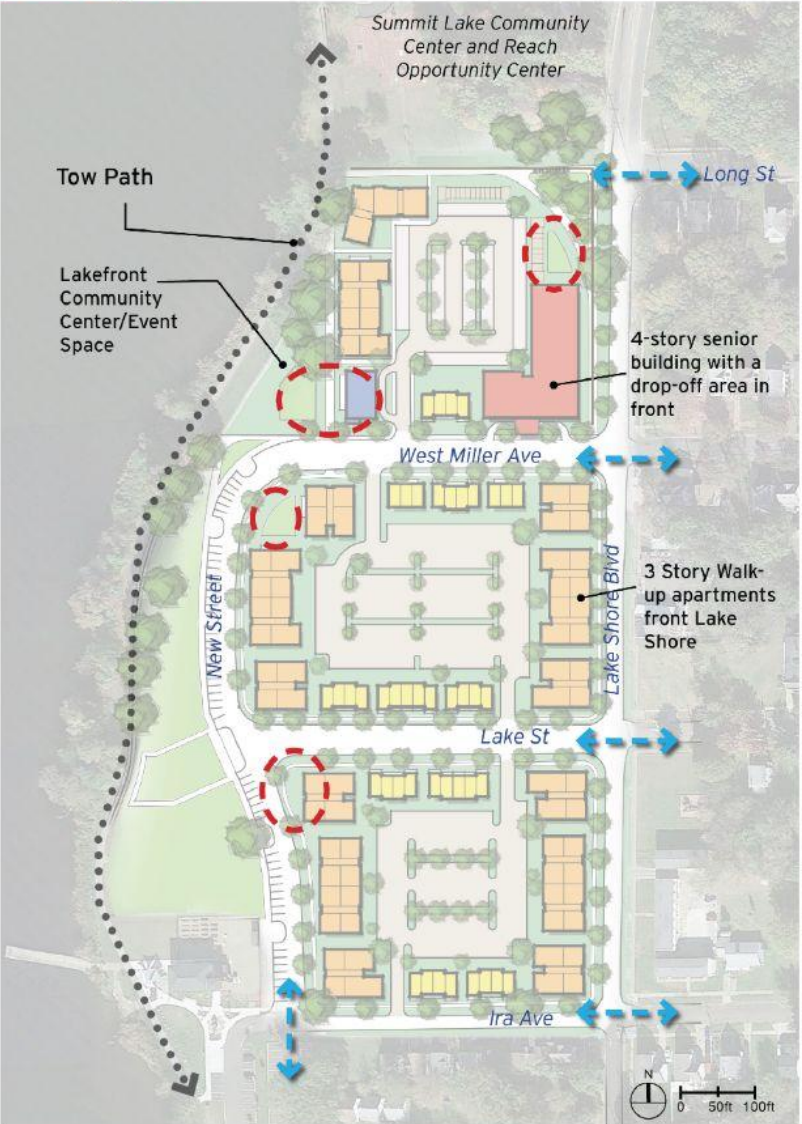 Summit Lake Community
Center and Reach
Opportunity Center
Tow Path
Long St
Lakefront
Community
Center/Event
Space
4-story senior
building with a
drop-off area in
front
West Miller Ave
New Street
Lake Shore Blvd
3 Story Walk-
up apartments
front Lake
Shore
Lake St
Ira Ave
N
0 50ft 100ft